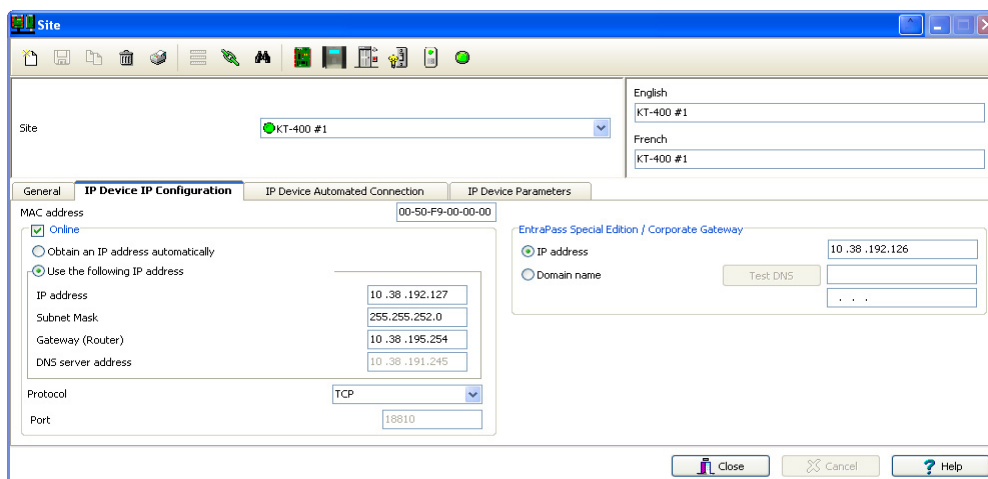 Site
English
KT-400 #1
Site
KT-400 #1
French
KT-400 #1
General
IP Device IP Configuration
IP Device Automated Connection
IP Device Parameters
MAC address
00-50-F9-00-00-00
Online
Obtain an IP address automatically
Use the following IP address
IP address
10 .38 .192.127
Subnet Mask
255.255.252.0
Gateway (Router)
10 .38 .195.254
DNS server address
10 .38 .191.245
Protocol
TCP
Port
18810
EntraPass Special Edition / Corporate Gateway
IP address
10 .38 .192.126
Domain name
Test DNS
. . .
Close
Cancel
? Help